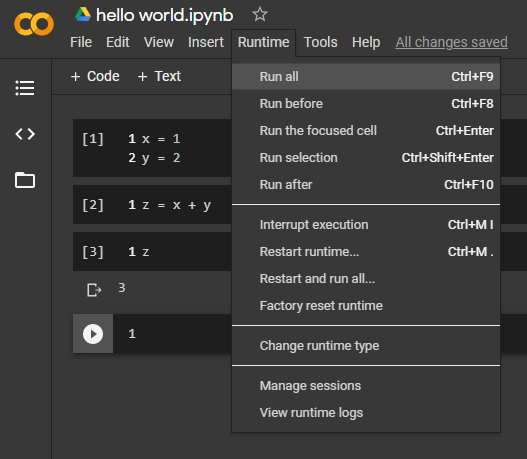 hello world.ipynb
File Edit View Insert Runtime Tools Help All changes saved
+ Code + Text
Run all Ctrl+F9
Run before Ctrl+F8
Run the focused cell Ctrl+Enter
Run selection Ctrl+Shift+Enter
Run after Ctrl+F10
Interrupt execution Ctrl+M I
Restart runtime... Ctrl+M .
Restart and run all...
Factory reset runtime
Change runtime type
Manage sessions
View runtime logs
[1] 1 x = 1
2 y = 2
[2] 1 z = x + y
[3] 1 z
3
1